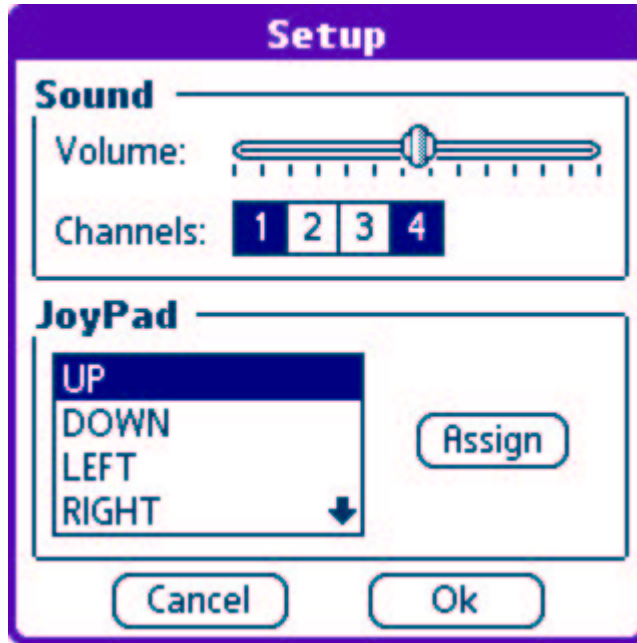 Setup
Sound
Volume:
Channels: 1 2 3 4
JoyPad
UP
DOWN
LEFT
RIGHT
Assign
Cancel Ok